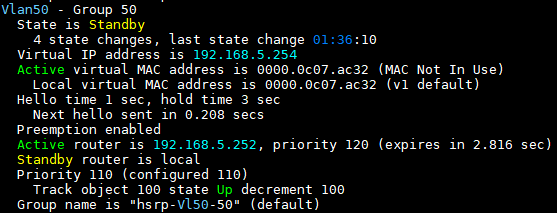 Vlan50 - Group 50
State is Standby
4 state changes, last state change 01:36:10
Virtual IP address is 192.168.5.254
Active virtual MAC address is 0000.0c07.ac32 (MAC Not In Use)
Local virtual MAC address is 0000.0c07.ac32 (v1 default)
Hello time 1 sec, hold time 3 sec
Next hello sent in 0.208 secs
Preemption enabled
Active router is 192.168.5.252, priority 120 (expires in 2.816 sec)
Standby router is local
Priority 110 (configured 110)
Track object 100 state Up decrement 100
Group name is "hsrp-Vl50-50" (default)